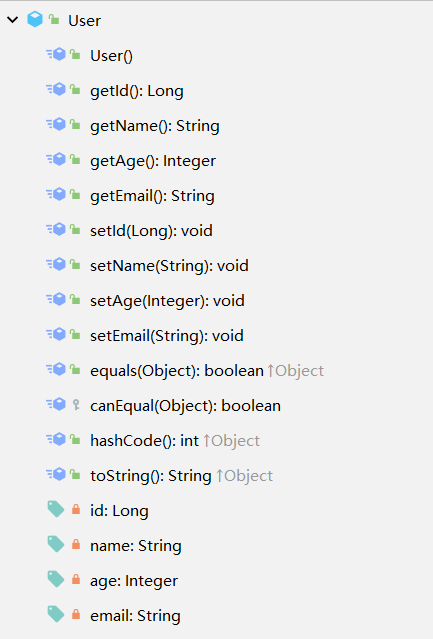 User
User()
getId(): Long
getName(): String
getAge(): Integer
getEmail(): String
setId(Long): void
setName(String): void
setAge(Integer): void
setEmail(String): void
equals(Object): boolean ↑Object
canEqual(Object): boolean
hashCode(): int ↑Object
toString(): String ↑Object
id: Long
name: String
age: Integer
email: String